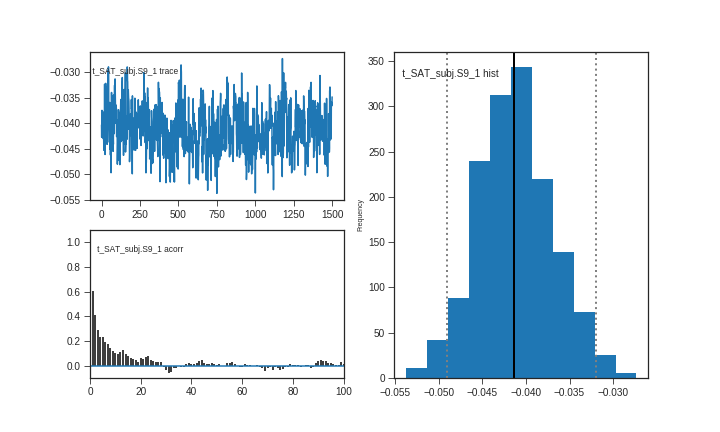 t_SAT_subj.S9_1 trace
−0.030
−0.035
−0.040
−0.045
−0.050
−0.055
0 250 500 750 1000 1250 1500
t_SAT_subj.S9_1 acorr
1.0
0.8
0.6
0.4
0.2
0.0
0 20 40 60 80 100
t_SAT_subj.S9_1 hist
Frequency
350
300
250
200
150
100
50
0
−0.055 −0.050 −0.045 −0.040 −0.035 −0.030